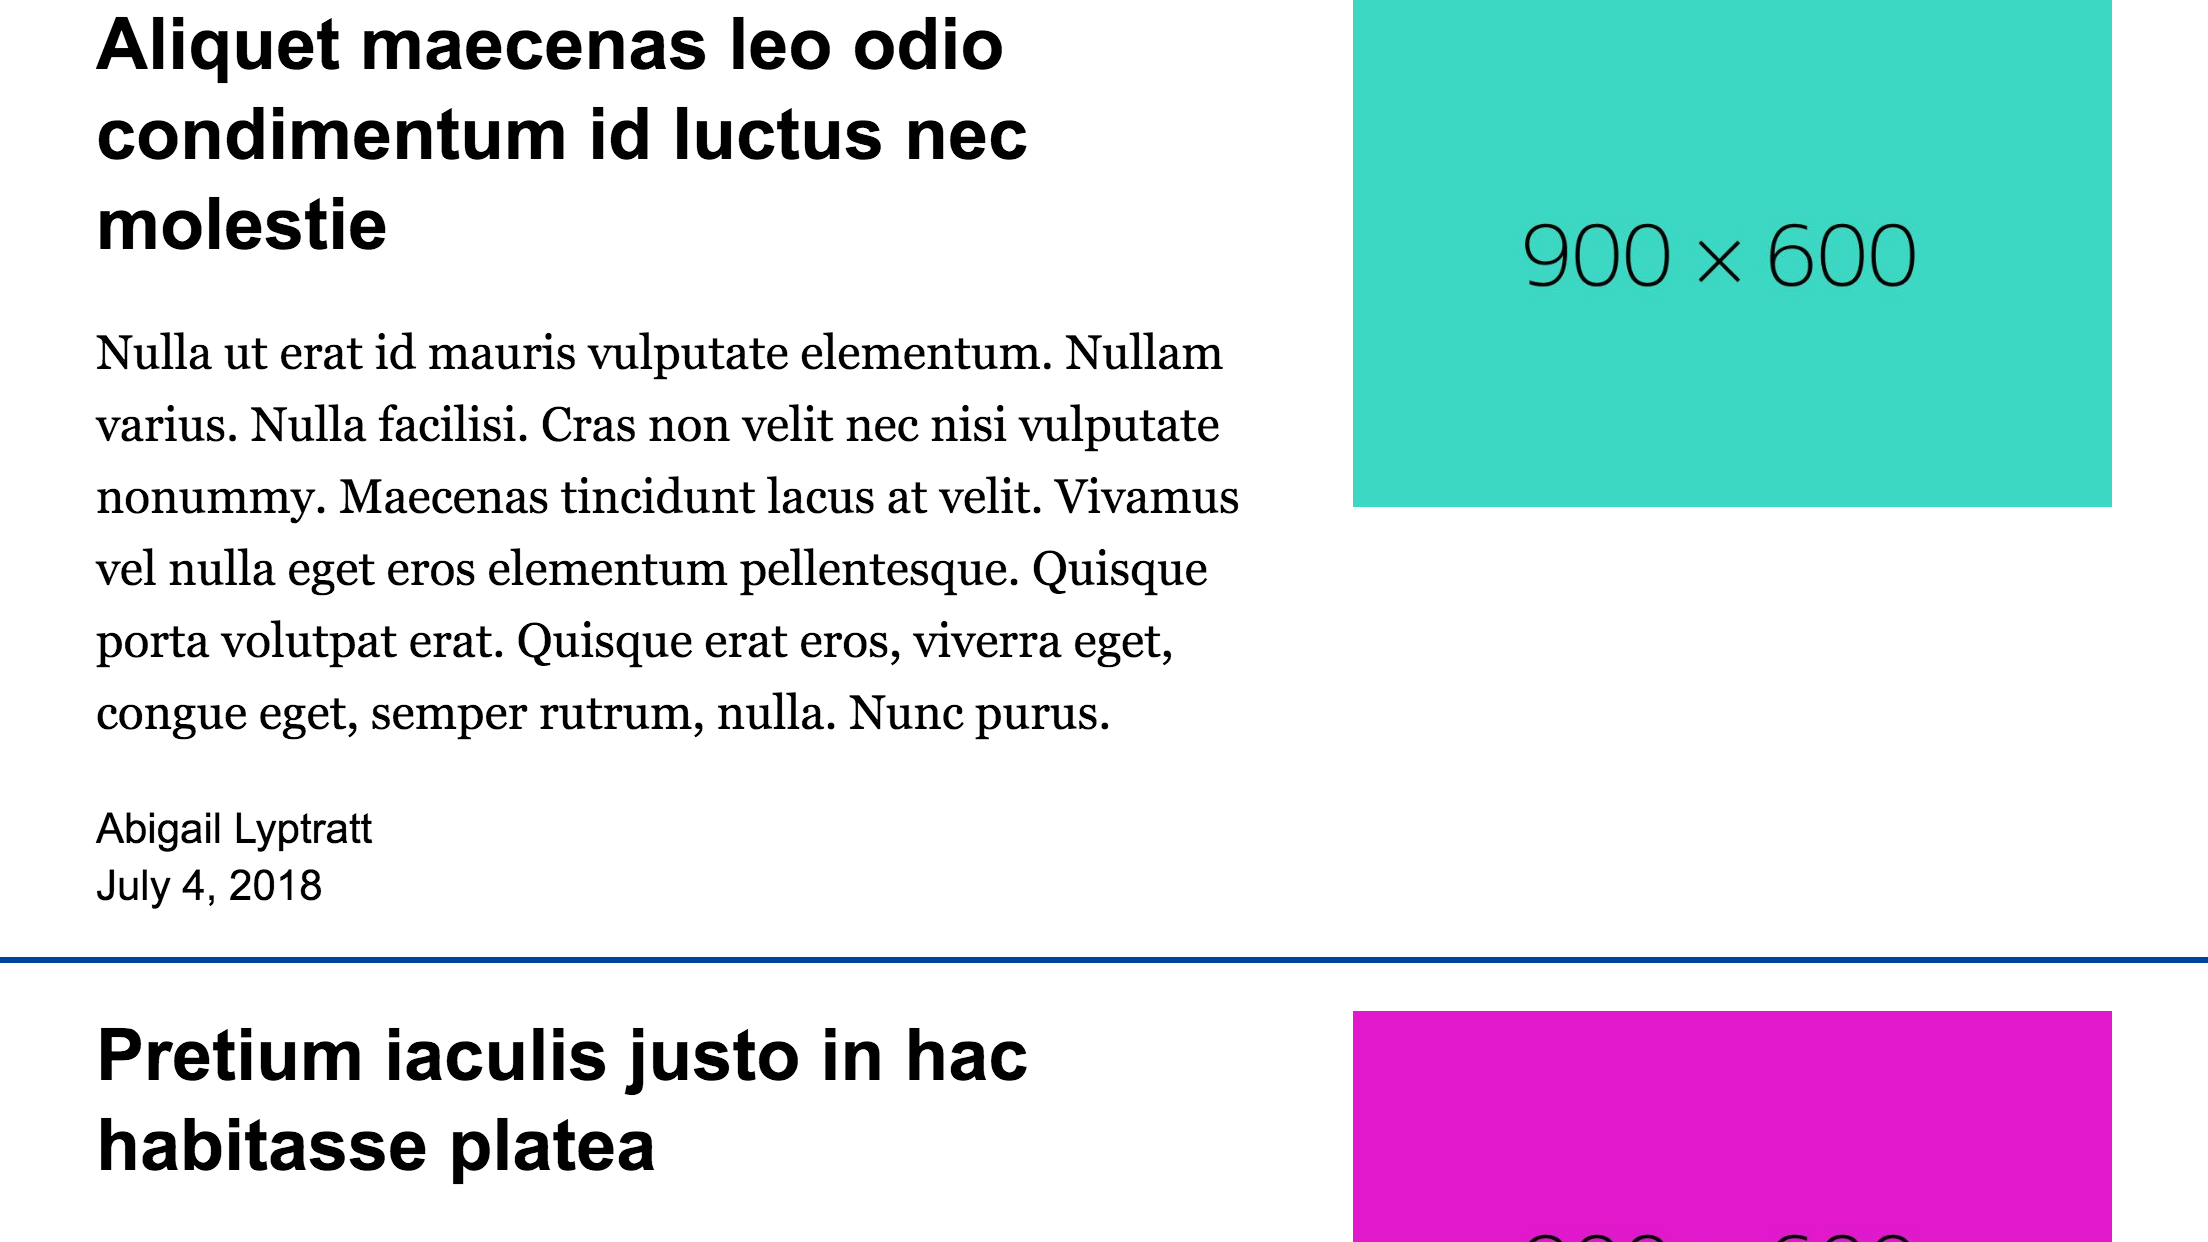 Aliquet maecenas leo odio
condimentum id luctus nec
molestie
900 × 600
Nulla ut erat id mauris vulputate elementum. Nullam
varius. Nulla facilisi. Cras non velit nec nisi vulputate
nonummy. Maecenas tincidunt lacus at velit. Vivamus
vel nulla eget eros elementum pellentesque. Quisque
porta volutpat erat. Quisque erat eros, viverra eget,
congue eget, semper rutrum, nulla. Nunc purus.
Abigail Lyptratt
July 4, 2018
Pretium iaculis justo in hac
habitasse platea